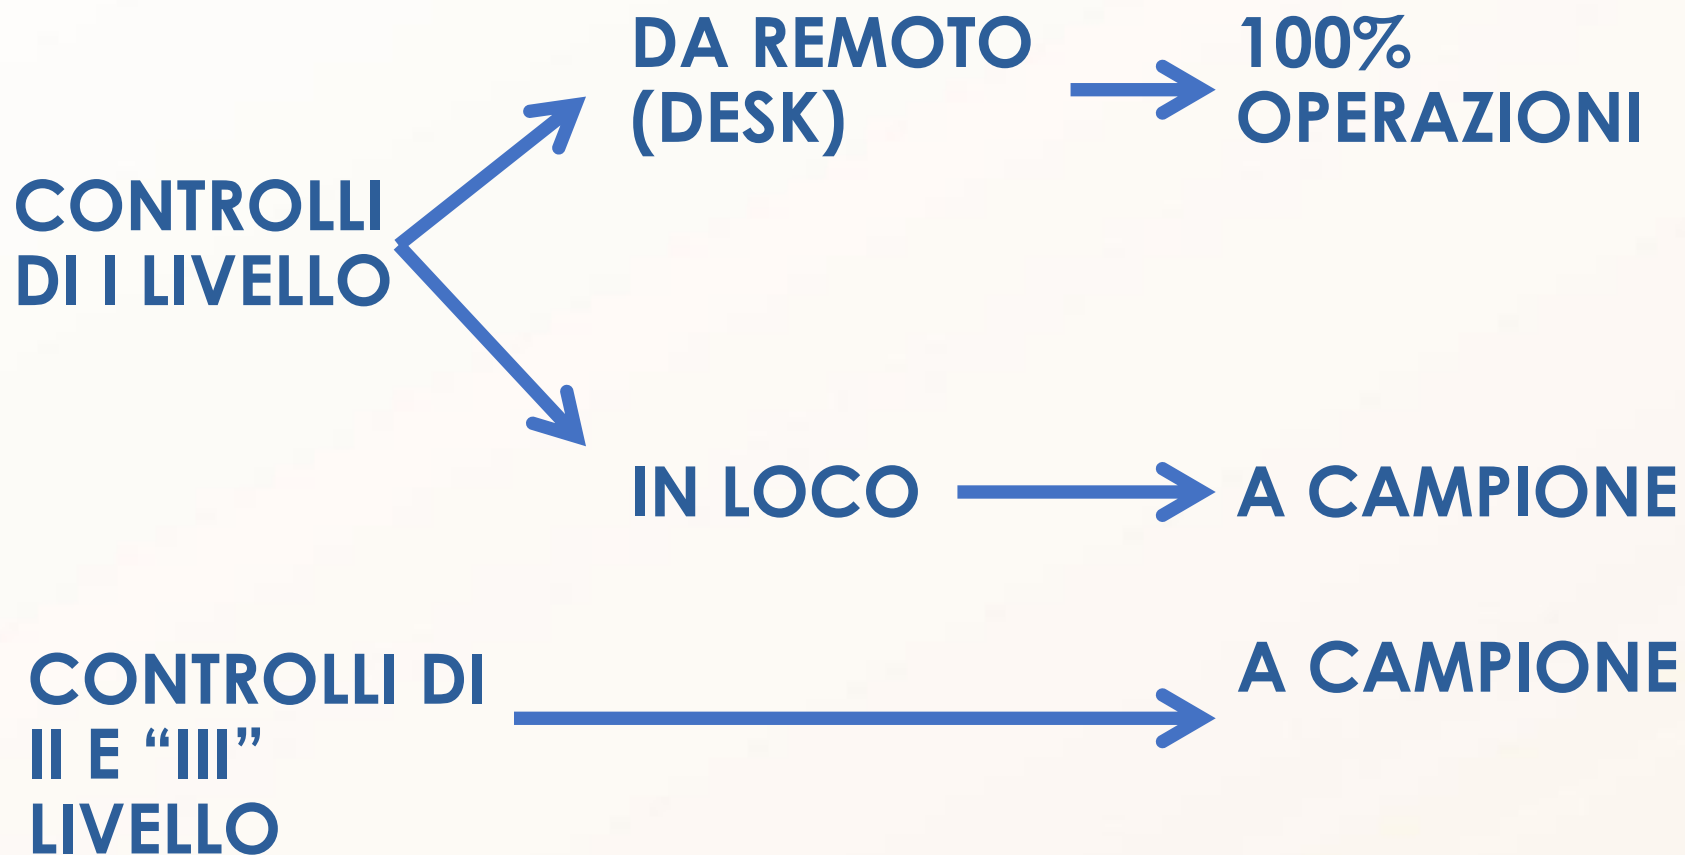 DA REMOTO
(DESK)
100%
OPERAZIONI
CONTROLLI
DI I LIVELLO
IN LOCO
A CAMPIONE
CONTROLLI DI
II E “III”
LIVELLO
A CAMPIONE